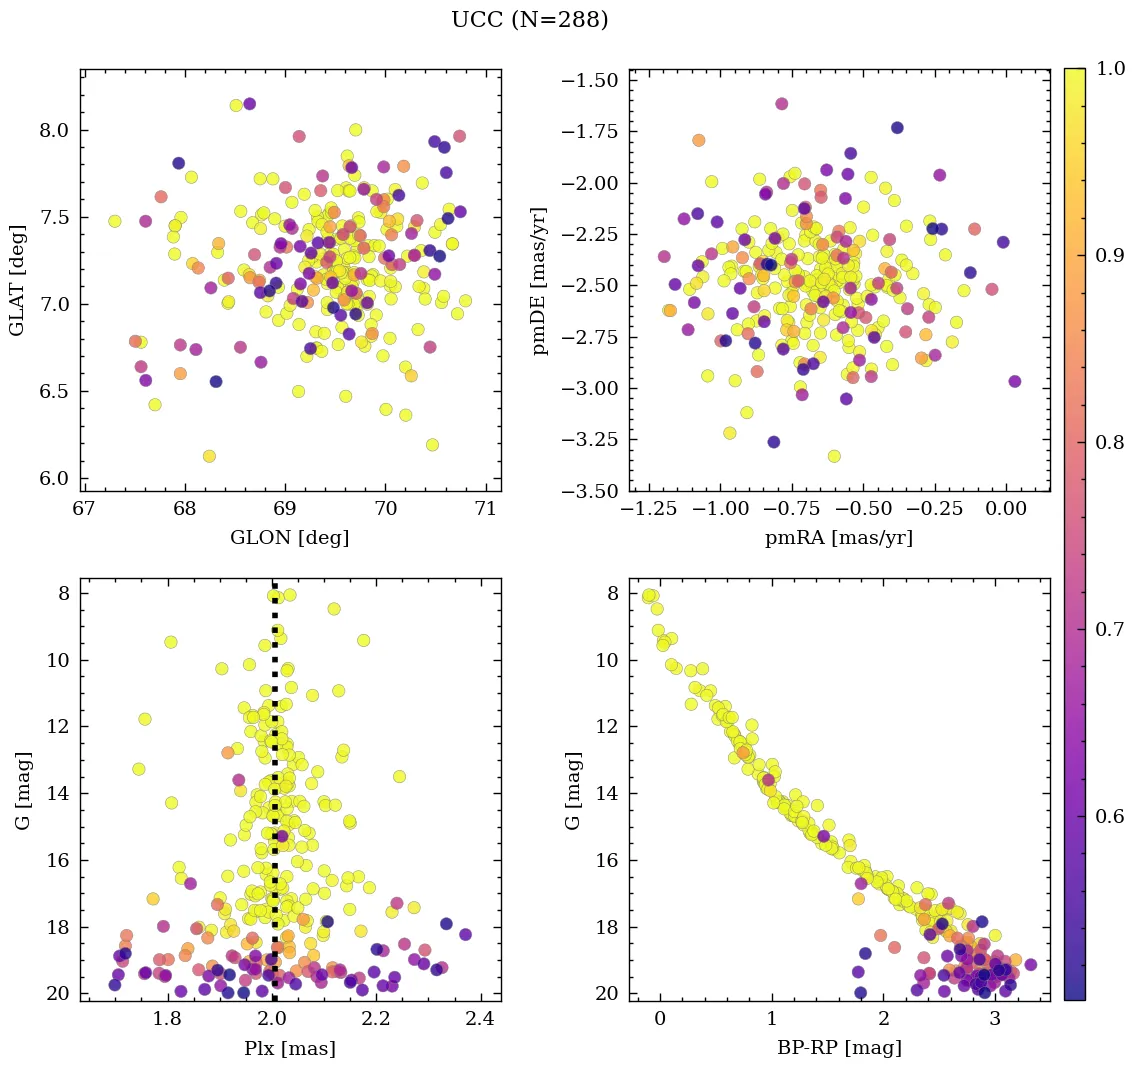 UCC (N=288)
8.0
7.5
7.0
6.5
6.0
GLAT [deg]
67 68 69 70 71
GLON [deg]
−1.50
−1.75
−2.00
−2.25
−2.50
−2.75
−3.00
−3.25
−3.50
pmDE [mas/yr]
−1.25 −1.00 −0.75 −0.50 −0.25 0.00
pmRA [mas/yr]
1.0
0.9
0.8
0.7
0.6
8
10
12
14
16
18
20
G [mag]
1.8 2.0 2.2 2.4
Plx [mas]
8
10
12
14
16
18
20
G [mag]
0 1 2 3
BP-RP [mag]